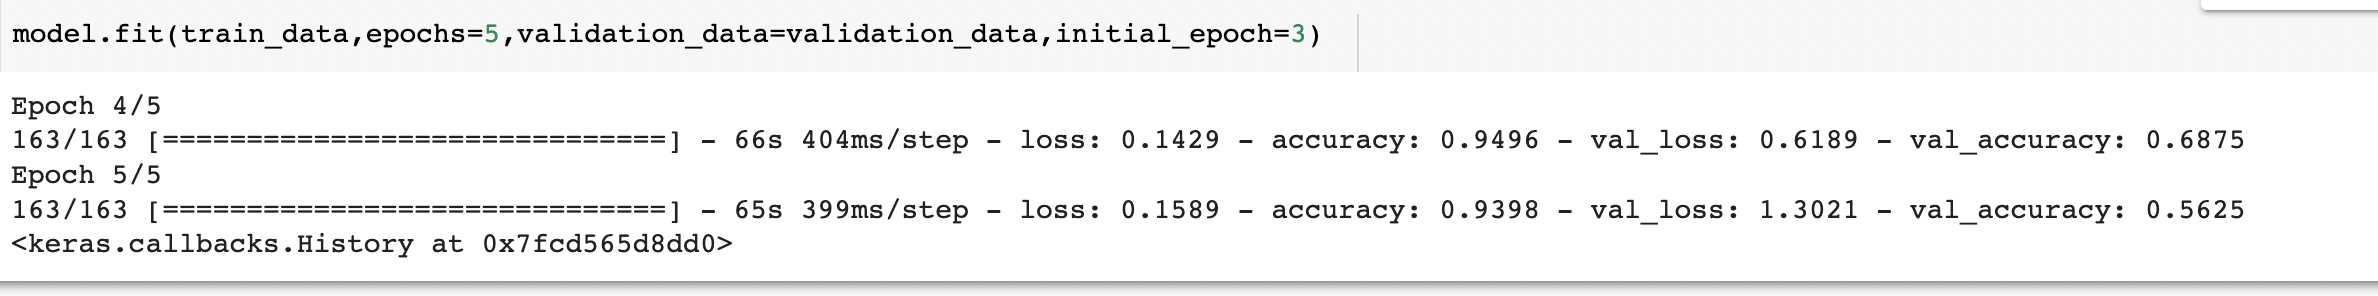 model.fit(train_data,epochs=5,validation_data=validation_data,initial_epoch=3)
Epoch 4/5
163/163 [==============================] - 66s 404ms/step - loss: 0.1429 - accuracy: 0.9496 - val_loss: 0.6189 - val_accuracy: 0.6875
Epoch 5/5
163/163 [==============================] - 65s 399ms/step - loss: 0.1589 - accuracy: 0.9398 - val_loss: 1.3021 - val_accuracy: 0.5625
<keras.callbacks.History at 0x7fcd565d8dd0>